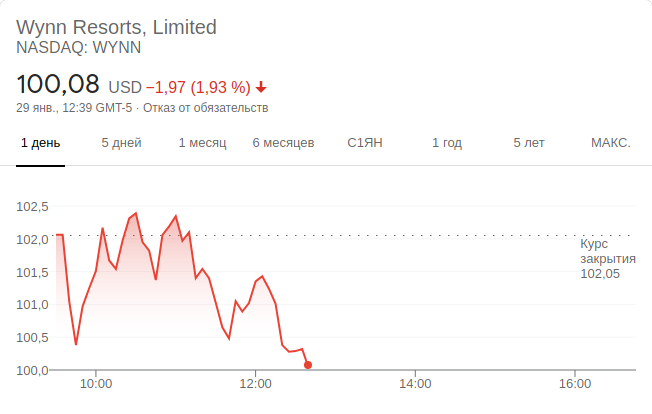 Wynn Resorts, Limited
NASDAQ: WYNN
100,08 USD −1,97 (1,93 %)
29 янв., 12:39 GMT-5 · Отказ от обязательств
1 день 5 дней 1 месяц 6 месяцев С1ЯН 1 год 5 лет МАКС.
102,5
102,0
Курс
закрытия
102,05
101,5
101,0
100,5
100,0
10:00 12:00 14:00 16:00